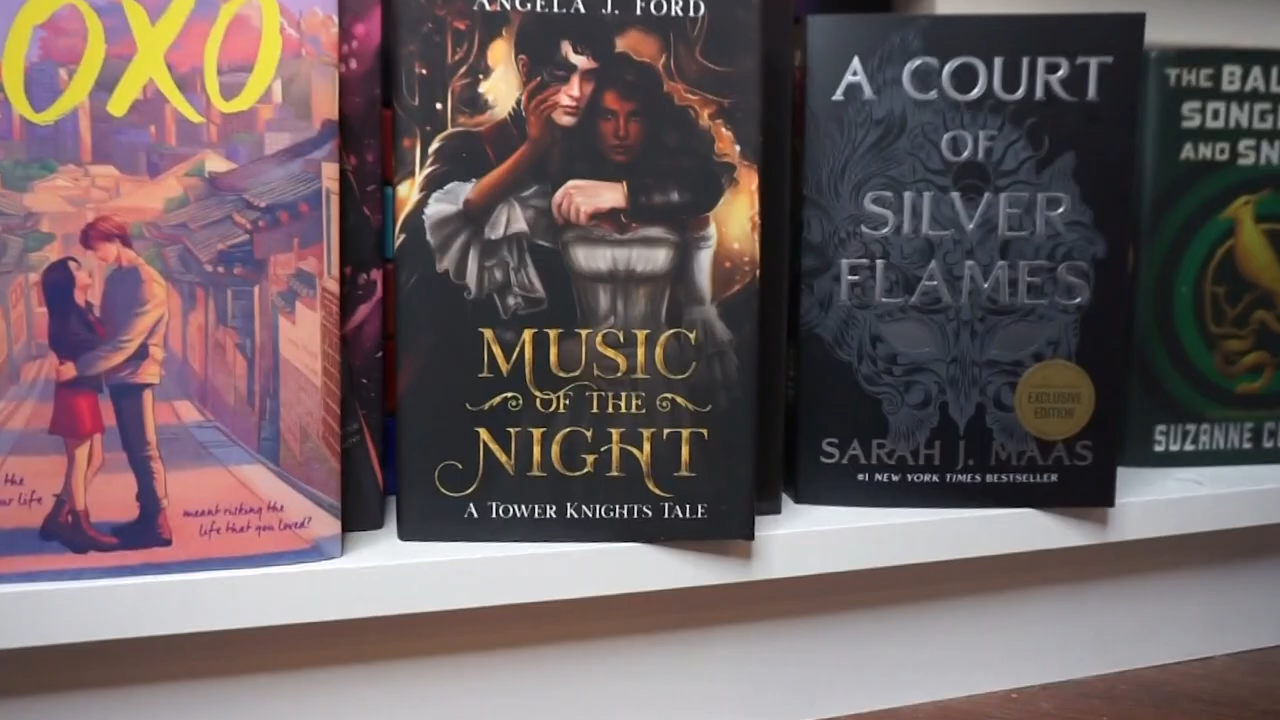 OXO
the
ur life
meant risking the
life that you loved?
ANGELA J. FORD
MUSIC
OF THE
NIGHT
A TOWER KNIGHTS TALE
A COURT
OF
SILVER
FLAMES
EXCLUSIVE
EDITION
SARAH J. MAAS
#1 NEW YORK TIMES BESTSELLER
THE BAL
SONG
AND SN
SUZANNE C